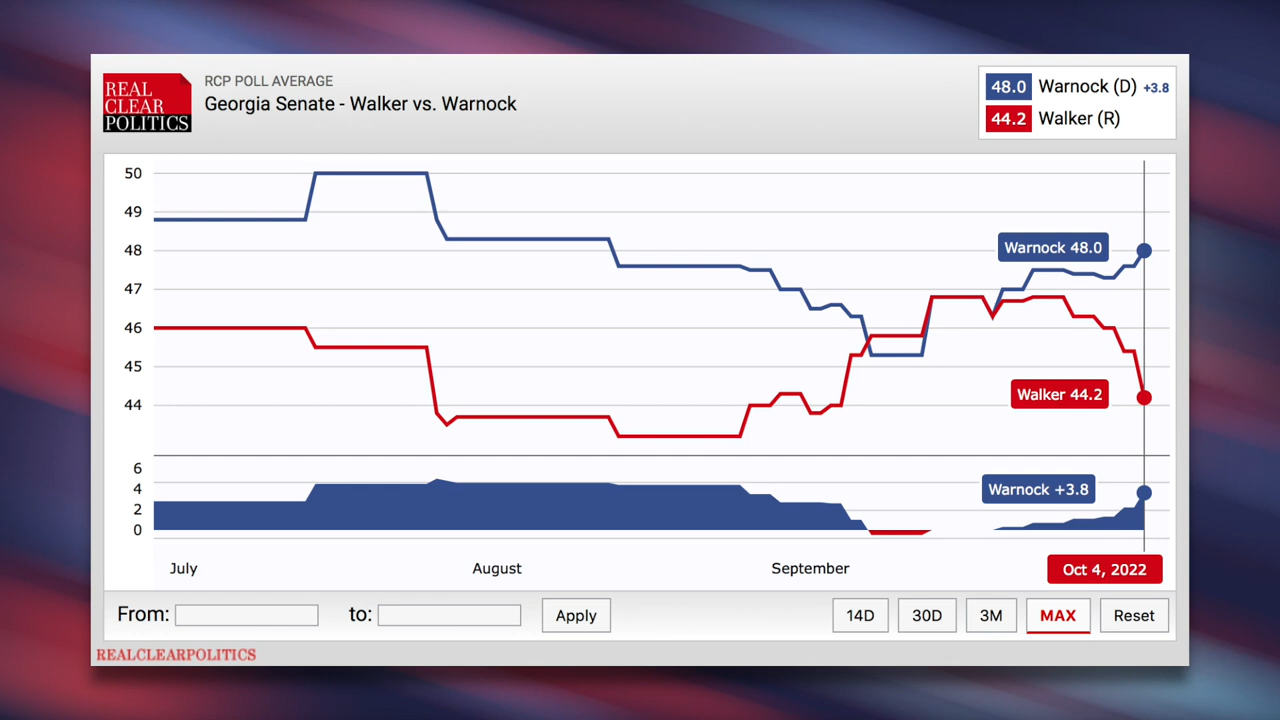 REAL
CLEAR
POLITICS
RCP POLL AVERAGE
Georgia Senate - Walker vs. Warnock
48.0 Warnock (D) +3.8
44.2 Walker (R)
50
49
48
47
46
45
44
Warnock 48.0
Walker 44.2
6
4
2
0
Warnock +3.8
July August September Oct 4, 2022
From: to: Apply 14D 30D 3M MAX Reset
REALCLEARPOLITICS